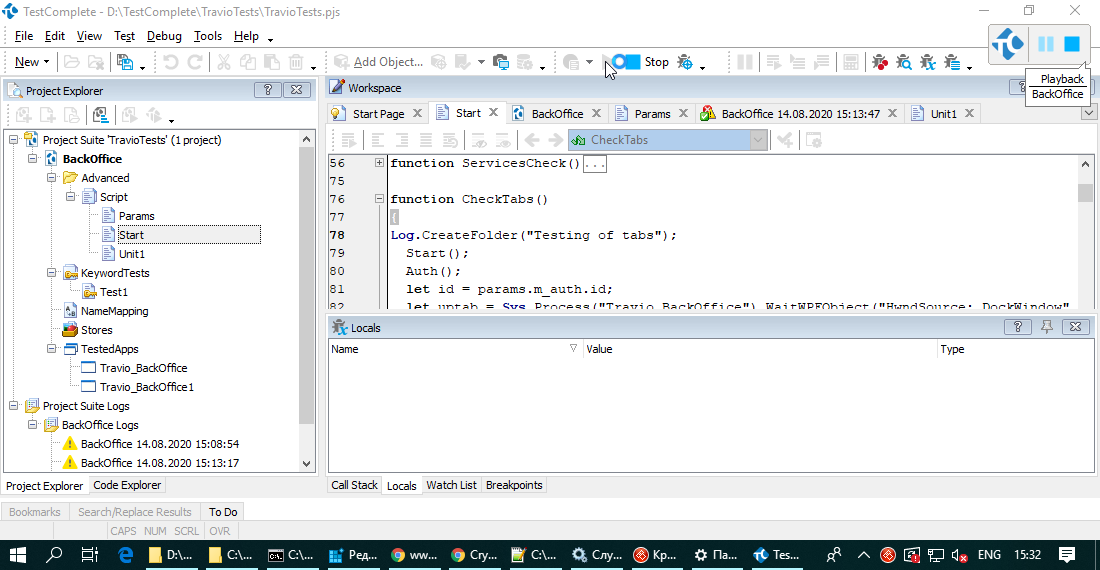 TestComplete - D:\TestComplete\TravioTests\TravioTests.pjs
File Edit View Test Debug Tools Help
New Add Object... Stop
Playback
BackOffice
Project Explorer ?
Project Suite 'TravioTests' (1 project)
BackOffice
Advanced
Script
Params
Start
Unit1
KeywordTests
Test1
NameMapping
Stores
TestedApps
Travio_BackOffice
Travio_BackOffice1
Project Suite Logs
BackOffice Logs
BackOffice 14.08.2020 15:08:54
BackOffice 14.08.2020 15:13:17
Project Explorer Code Explorer
Workspace ?
Start Page Start BackOffice Params BackOffice 14.08.2020 15:13:47 Unit1
CheckTabs
56 function ServicesCheck()...
75
76 function CheckTabs()
77 {
78 Log.CreateFolder("Testing of tabs");
79 Start();
80 Auth();
81 let id = params.m_auth.id;
82 let uptab = Sys.Process("Travio_BackOffice").WaitWPFObject("HwndSource: DockWindow"
Locals ?
Name Value Type
Call Stack Locals Watch List Breakpoints
Bookmarks Search/Replace Results To Do
CAPS NUM SCRL OVR
D:\... C:\... C:\... Ред... ww... Cry... C:\... Слу... Кр... Па... Tes... ENG 15:32